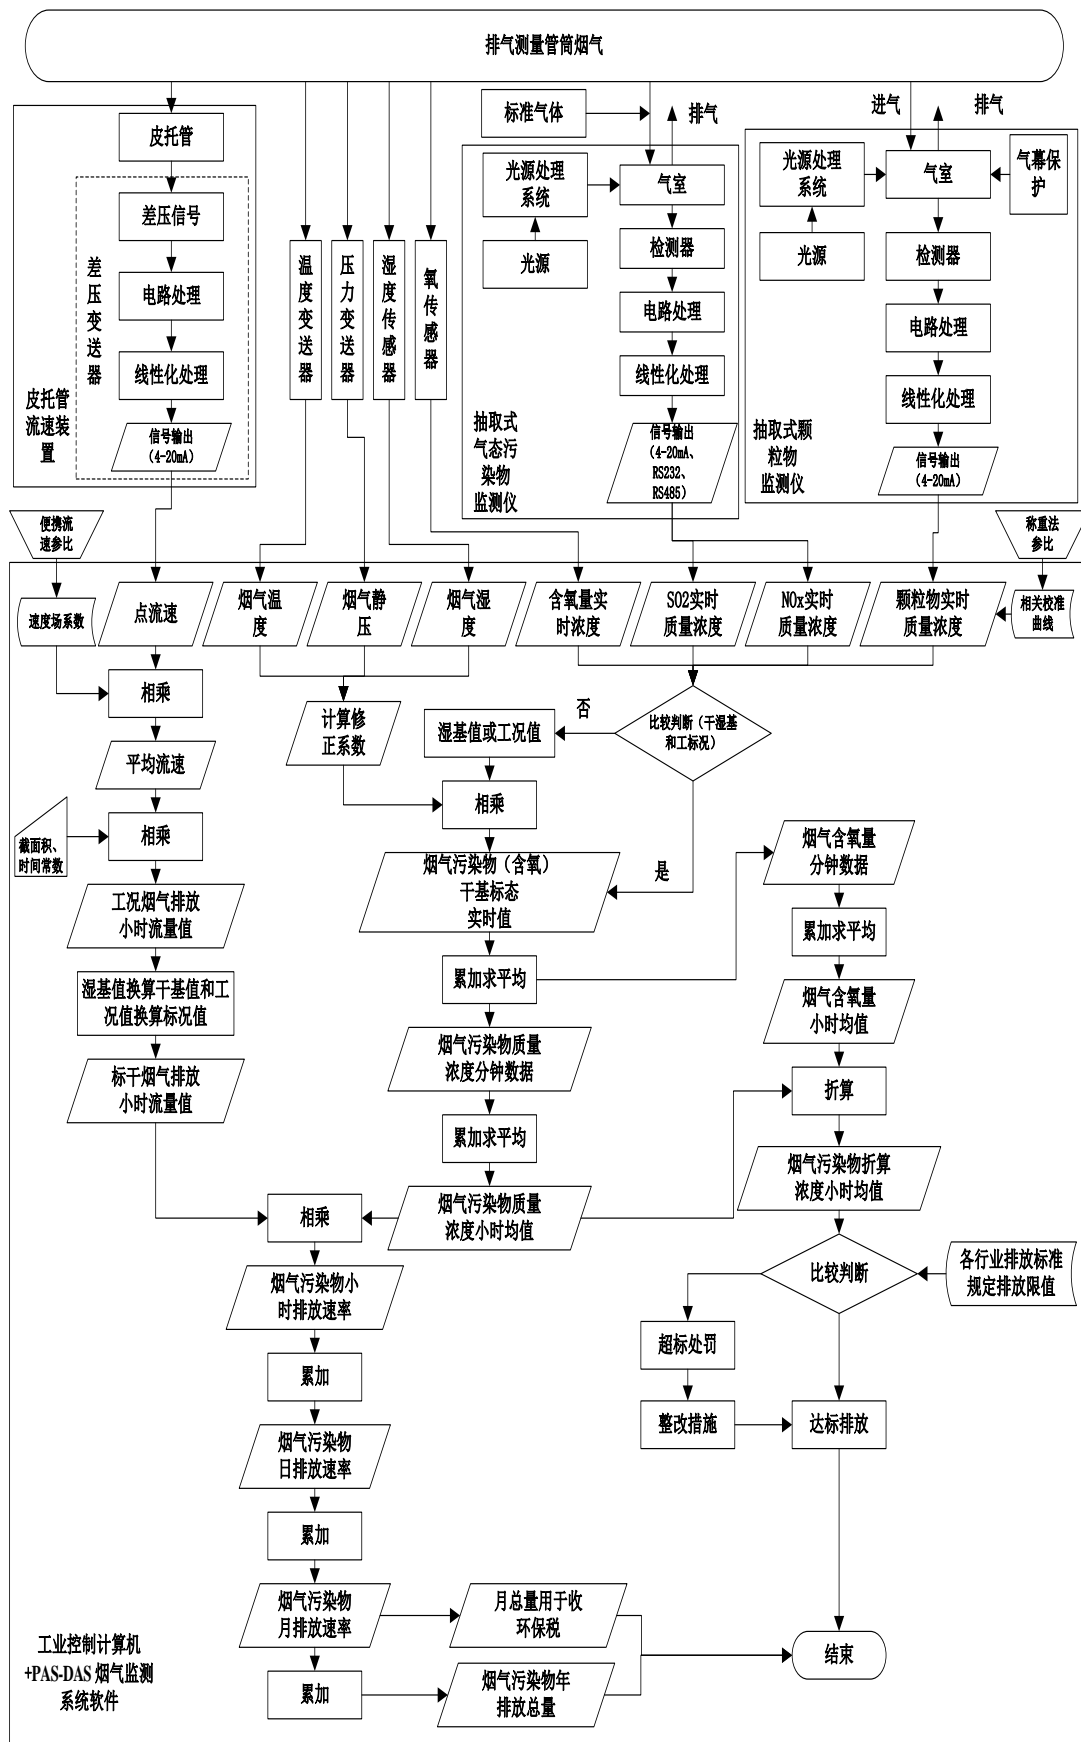 排气测量管筒烟气
标准气体
排气
进气
排气
皮托管
差压信号
电路处理
线性化处理
信号输出
(4-20mA)
差压变送器
皮托管
流速装
置
温度变送器
压力变送器
湿度传感器
氧传感器
光源处理
系统
光源
气室
检测器
电路处理
线性化处理
信号输出
(4-20mA、
RS232、
RS485)
抽取式
气态污
染物
监测仪
光源处理
系统
光源
气室
气幕保
护
检测器
电路处理
线性化处理
信号输出
(4-20mA)
抽取式颗
粒物
监测仪
便携流
速参比
称重法
参比
速度场系数
点流速
烟气温
度
烟气静
压
烟气湿
度
含氧量实
时浓度
SO2实时
质量浓度
NOx实时
质量浓度
颗粒物实时
质量浓度
相关校准
曲线
相乘
平均流速
截面积、
时间常数
相乘
工况烟气排放
小时流量值
湿基值换算干基值和工
况值换算标况值
标干烟气排放
小时流量值
计算修
正系数
湿基值或工况值
否
比较判断（干湿基
和工标况）
是
相乘
烟气污染物（含氧）
干基标态
实时值
累加求平均
烟气污染物质量
浓度分钟数据
累加求平均
烟气污染物质量
浓度小时均值
烟气含氧量
分钟数据
累加求平均
烟气含氧量
小时均值
折算
烟气污染物折算
浓度小时均值
比较判断
各行业排放标准
规定排放限值
超标处罚
整改措施
达标排放
相乘
烟气污染物小
时排放速率
累加
烟气污染物
日排放速率
累加
烟气污染物
月排放速率
累加
月总量用于收
环保税
烟气污染物年
排放总量
结束
工业控制计算机
+PAS-DAS 烟气监测
系统软件